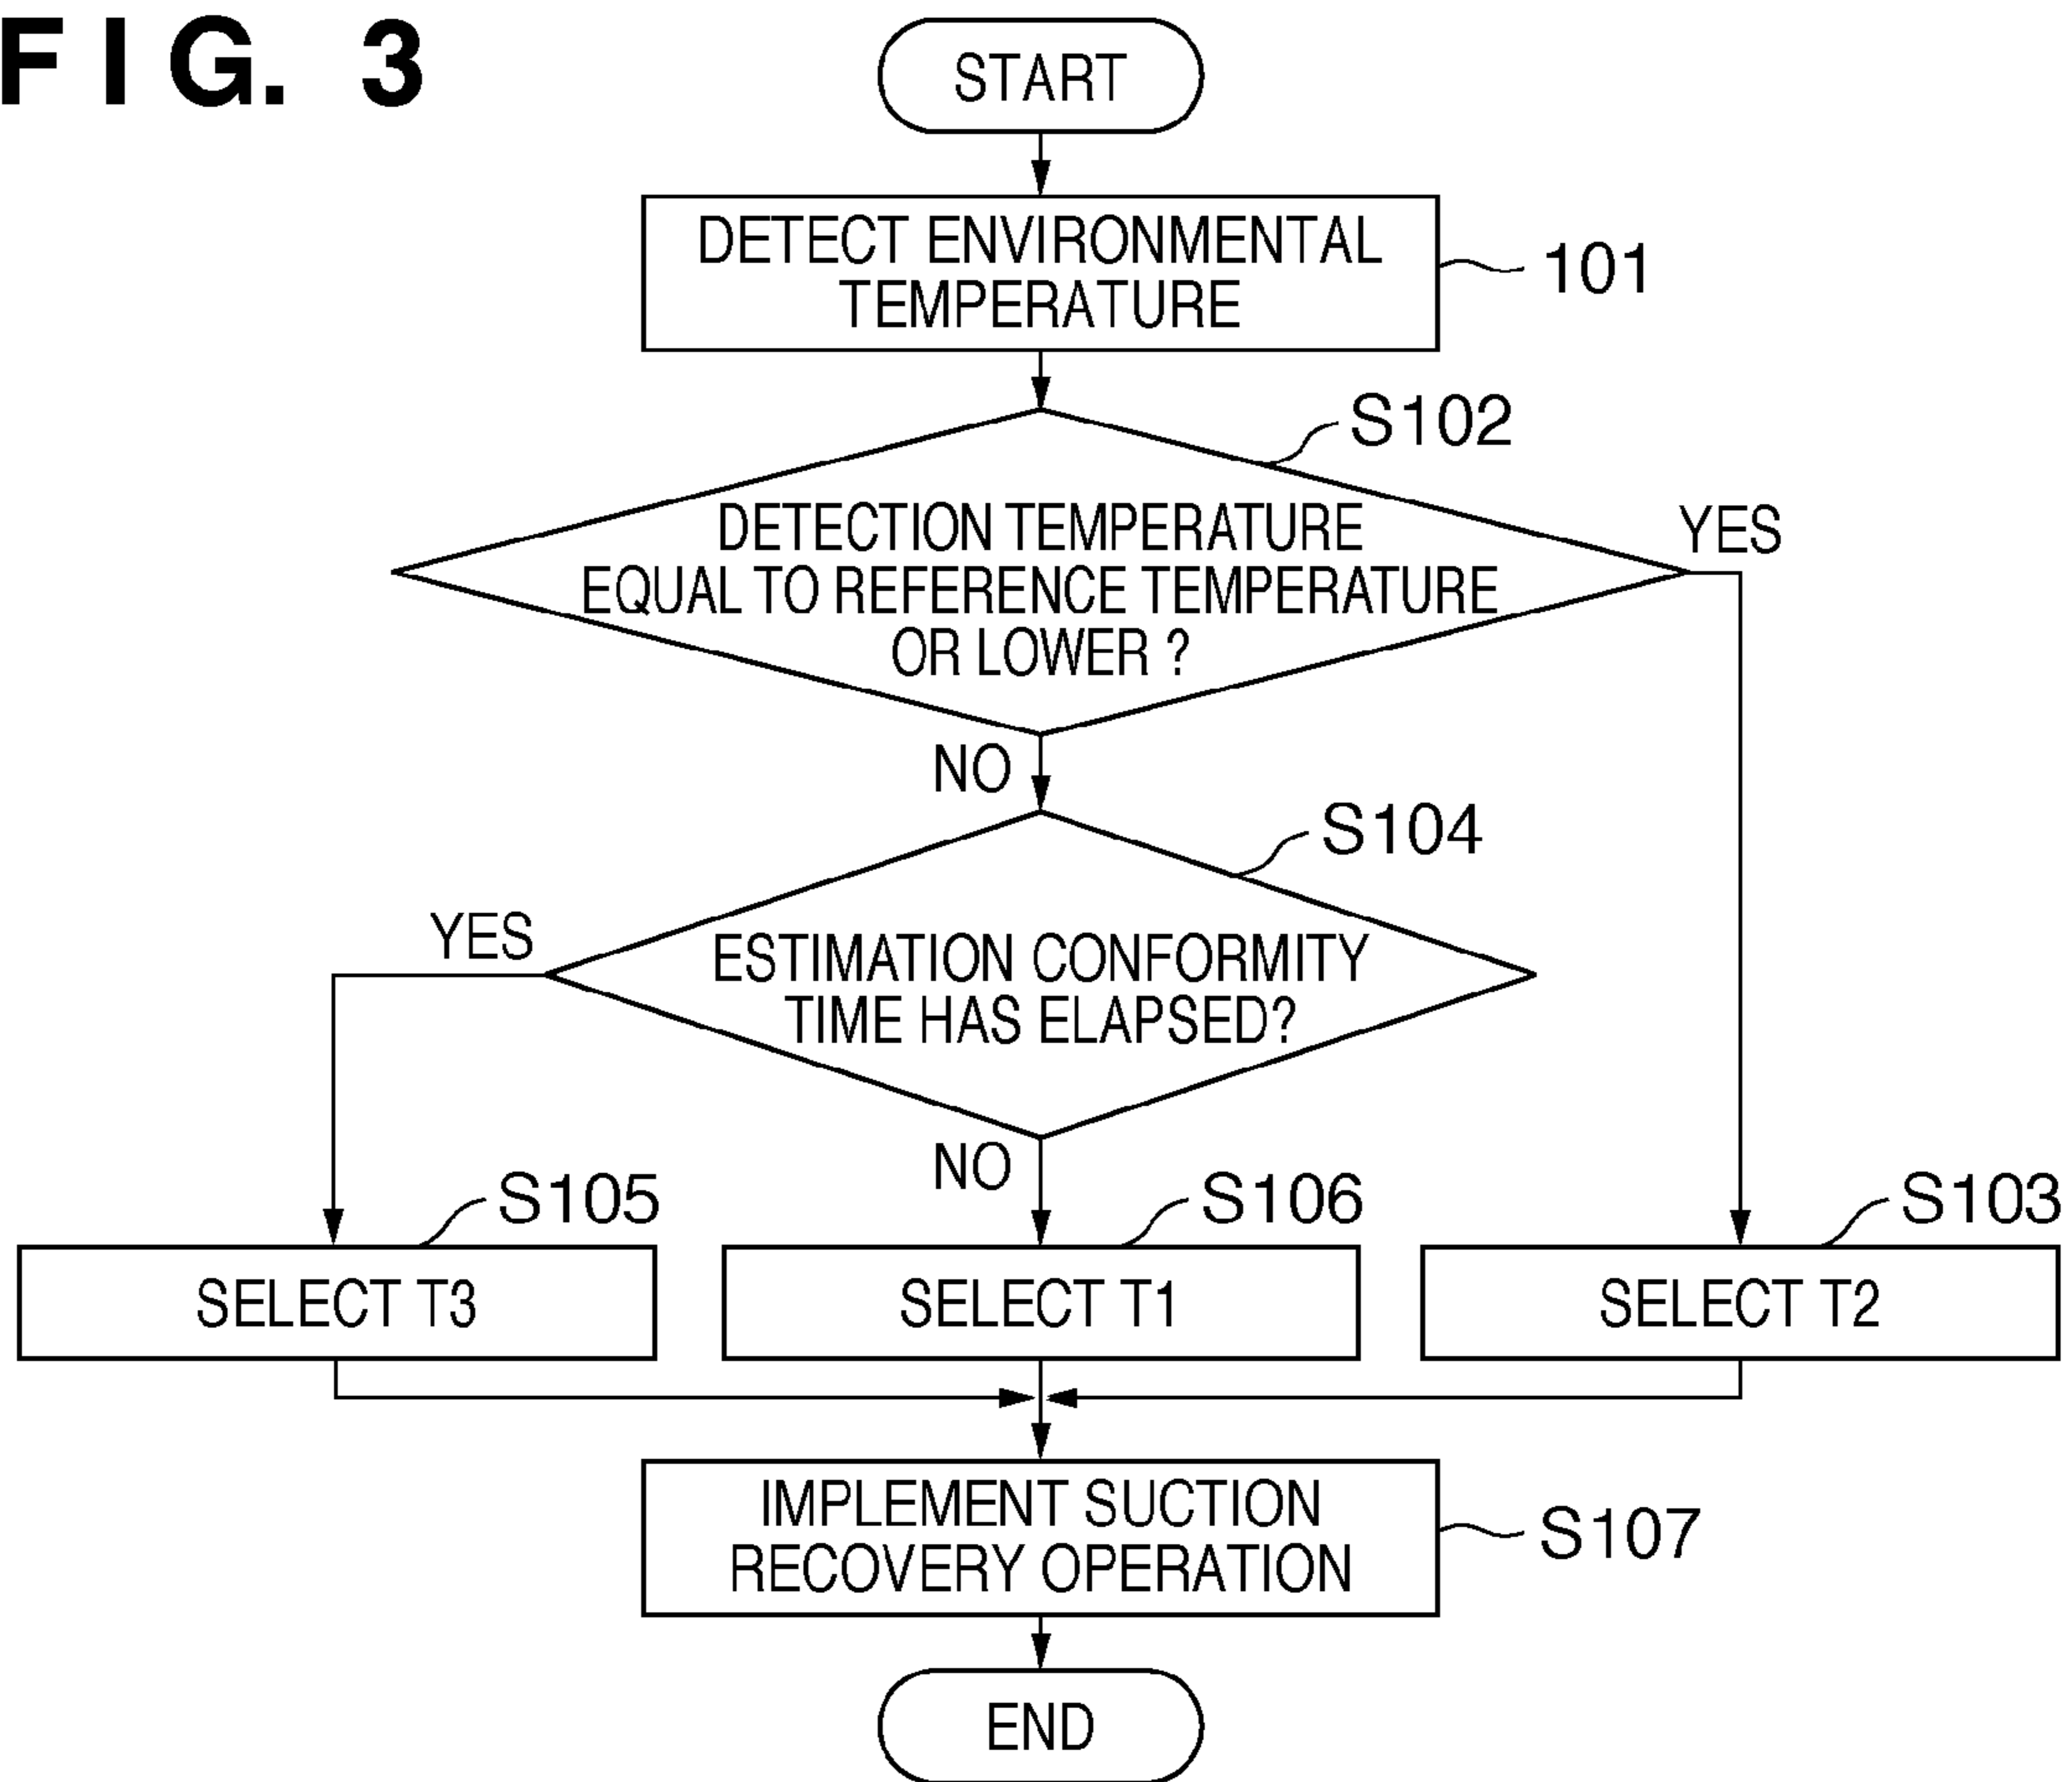 FIG. 3
START
DETECT ENVIRONMENTAL
TEMPERATURE
101
S102
DETECTION TEMPERATURE
EQUAL TO REFERENCE TEMPERATURE
OR LOWER ?
YES
NO
S104
YES
ESTIMATION CONFORMITY
TIME HAS ELAPSED?
NO
S105
S106
S103
SELECT T3
SELECT T1
SELECT T2
IMPLEMENT SUCTION
RECOVERY OPERATION
S107
END